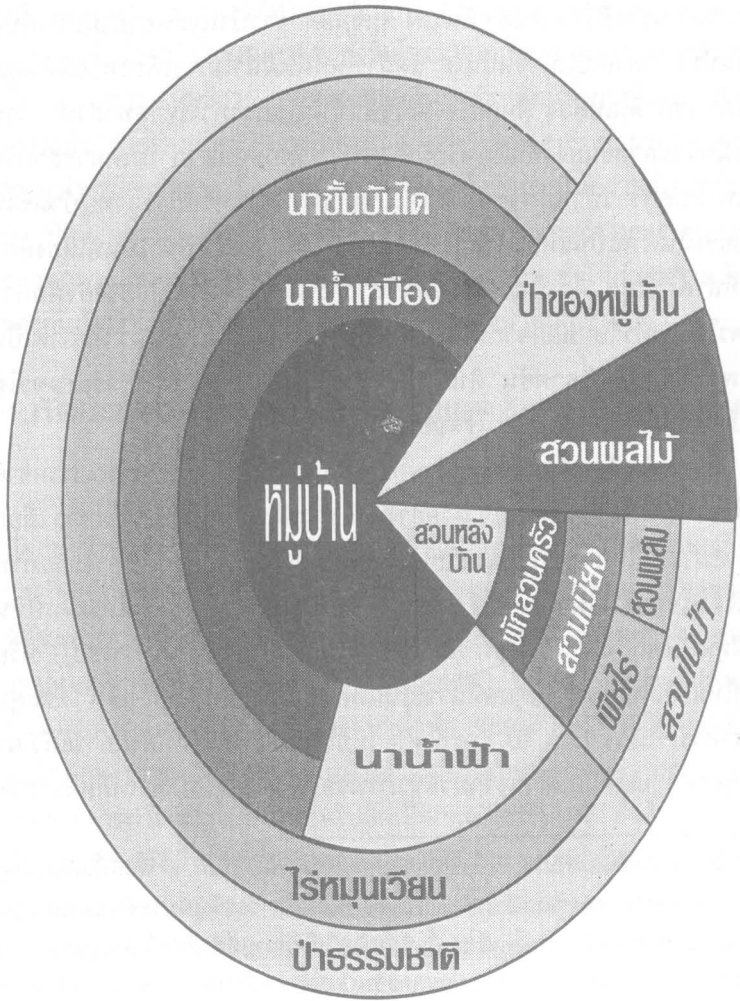 นาขั้นบันได
นาน้ำเหมือง
ป่าของหมู่บ้าน
สวนผลไม้
หมู่บ้าน
สวนหลัง
บ้าน
ผักสวนครัว
สวนเมี่ยง
สวนผสม
พืชไร่
สวนในป่า
นาน้ำฟ้า
ไร่หมุนเวียน
ป่าธรรมชาติ